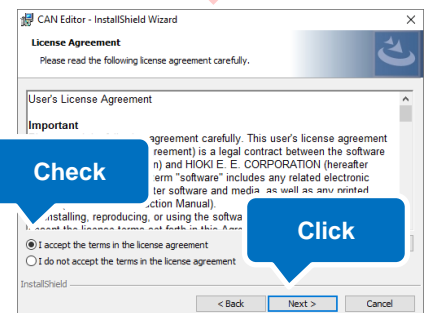 CAN Editor - InstallShield Wizard
License Agreement
Please read the following license agreement carefully.
User's License Agreement
Important
agreement carefully. This user's license agreement
reement) is a legal contract between the software
n) and HIOKI E. E. CORPORATION (hereafter
erm "software" includes any related electronic
ter software and media, as well as any printed
ction Manual).
nstalling, reproducing, or using the softwa
Check
Click
I accept the terms in the license agreement
I do not accept the terms in the license agreement
InstallShield
< Back
Next >
Cancel